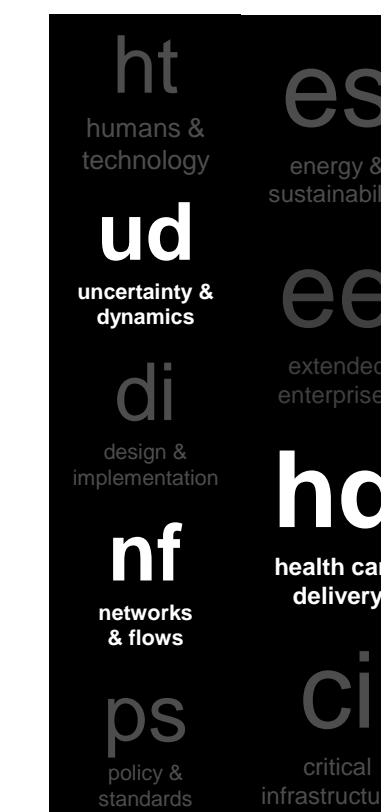 ht
humans &
technology
ud
uncertainty &
dynamics
di
design &
implementation
nf
networks
& flows
ps
policy &
standards
es
energy &
sustainabil
ee
extended
enterprise
hd
health car
delivery
ci
critical
infrastructu